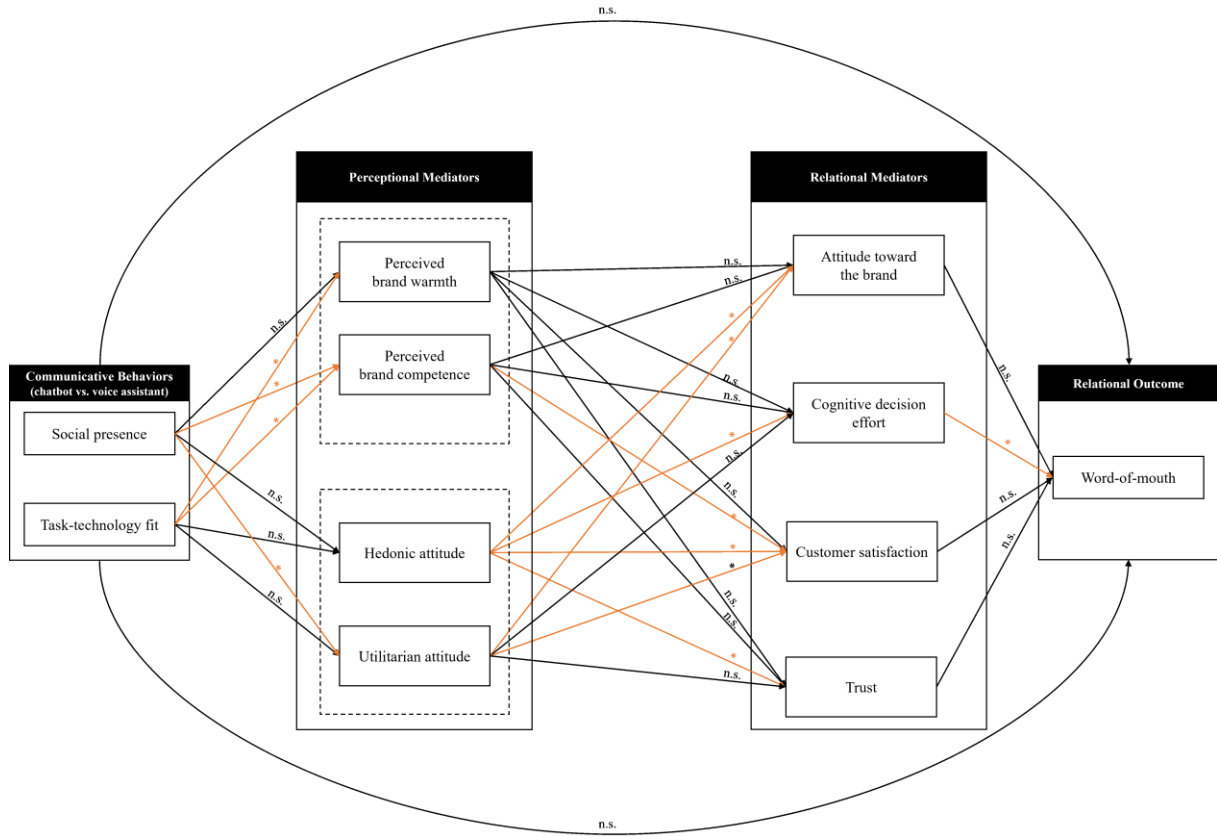 n.s.
Perceptional Mediators
Relational Mediators
Perceived
brand warmth
Attitude toward
the brand
n.s.
n.s.
n.s.
*
*
*
Perceived
brand competence
Communicative Behaviors
(chatbot vs. voice assistant)
Relational Outcome
*
*
n.s.
n.s.
n.s.
Cognitive decision
effort
Social presence
*
n.s.
*
Word-of-mouth
n.s.
n.s.
n.s.
Task-technology fit
n.s.
*
*
Hedonic attitude
*
Customer satisfaction
n.s.
*
*
n.s.
n.s.
n.s.
Utilitarian attitude
*
n.s.
Trust
n.s.